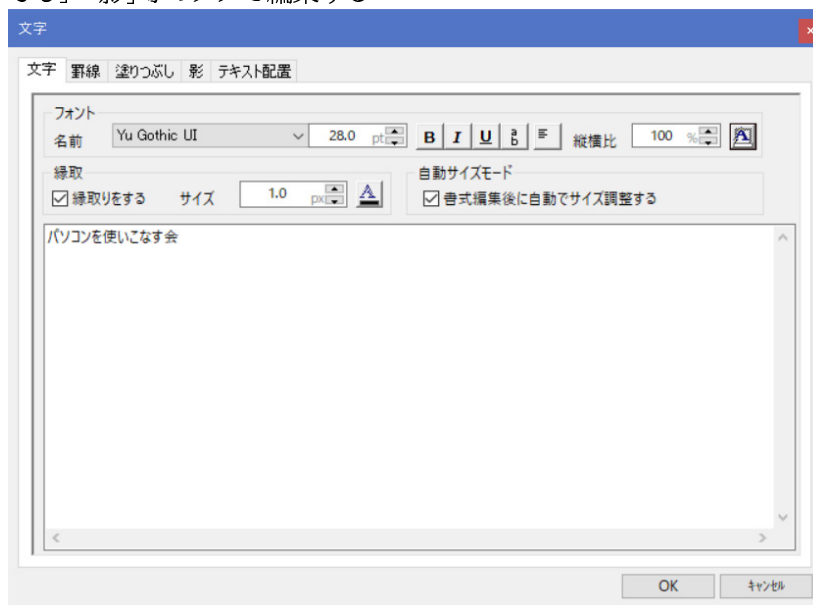 文字
文字 罫線 塗りつぶし 影 テキスト配置
フォント
名前 Yu Gothic UI 28.0 pt B I U a b 縦横比 100 % A
縁取 自動サイズモード
縁取りをする サイズ 1.0 px A 書式編集後に自動でサイズ調整する
パソコンを使いこなす会
OK キャンセル